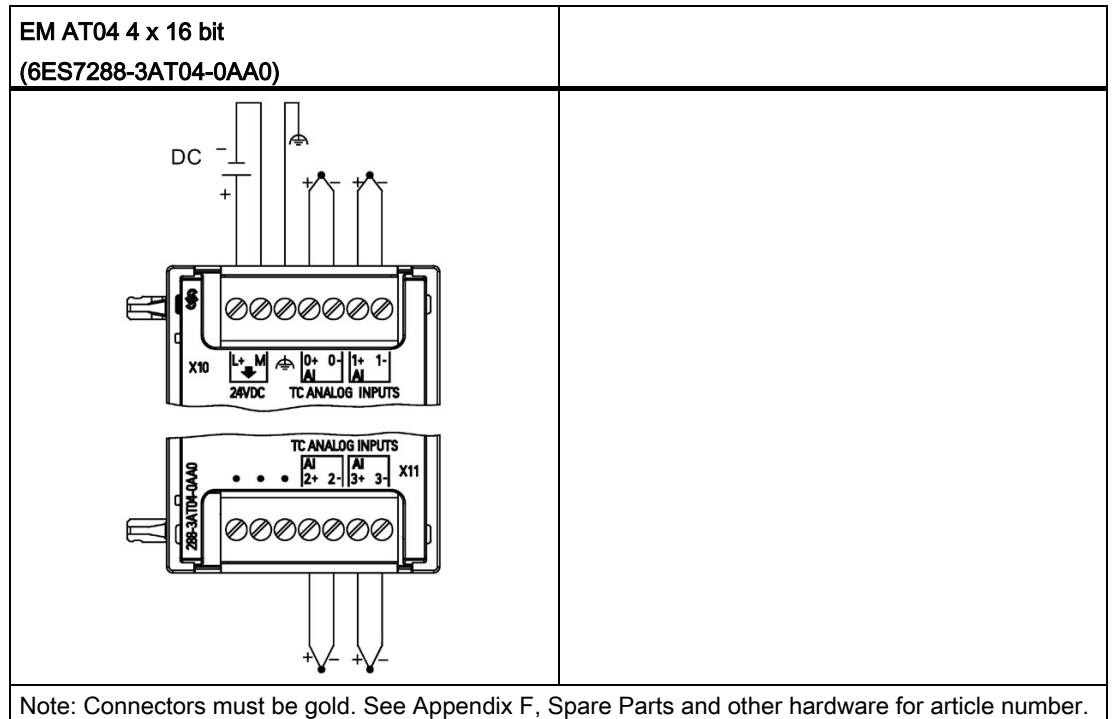 EM AT04 4 x 16 bit
(6ES7288-3AT04-0AA0)
DC - +
+ - + -
X10
L+ M 0+ 0- 1+ 1-
AI AI
24VDC TC ANALOG INPUTS
TC ANALOG INPUTS
AI AI
2+ 2- 3+ 3-
X11
288-3AT04-0AA0
+ - + -
Note: Connectors must be gold. See Appendix F, Spare Parts and other hardware for article number.